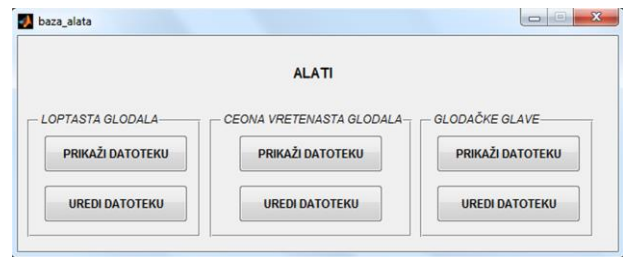 baza_alata
ALATI
LOPTASTA GLODALA
CEONA VRETENASTA GLODALA
GLODAČKE GLAVE
PRIKAŽI DATOTEKU
PRIKAŽI DATOTEKU
PRIKAŽI DATOTEKU
UREDI DATOTEKU
UREDI DATOTEKU
UREDI DATOTEKU